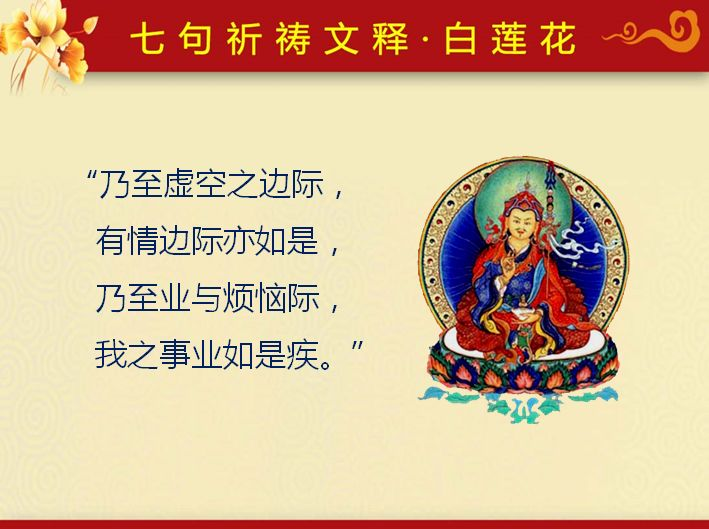 七句祈祷文释·白莲花
“乃至虚空之边际，
有情边际亦如是，
乃至业与烦恼际，
我之事业如是疾。”